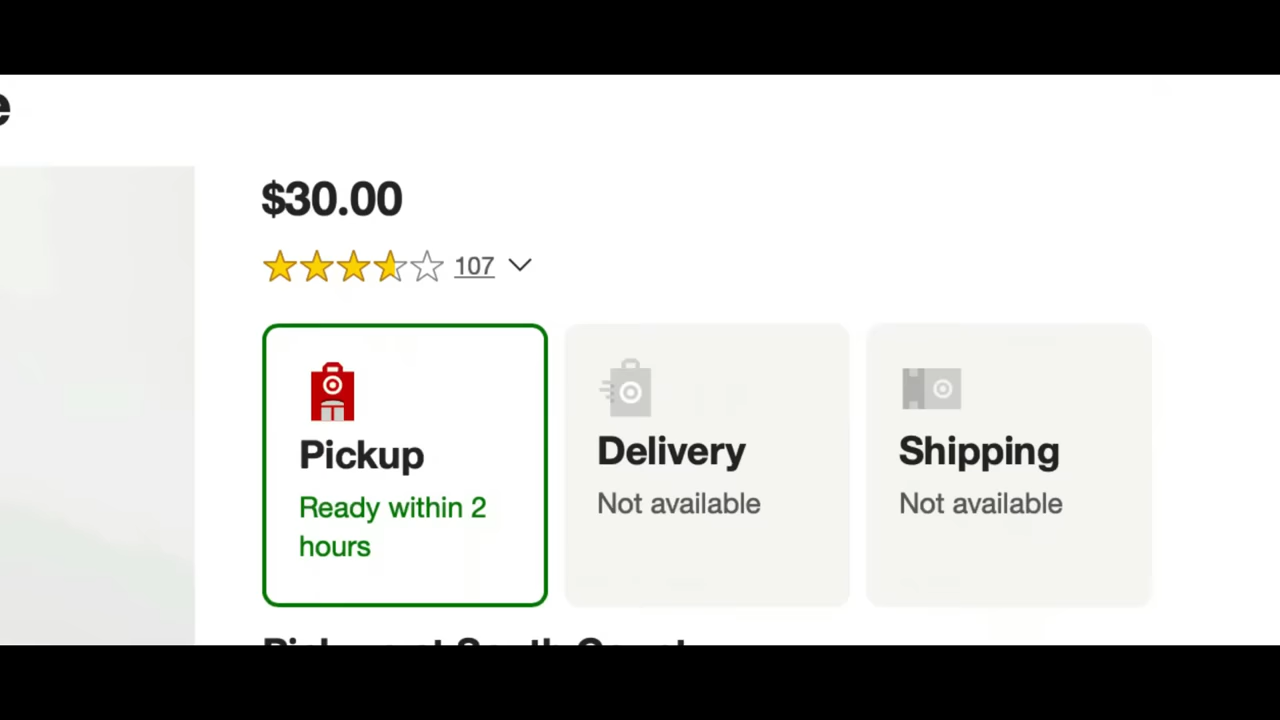 e
$30.00
107
Pickup
Ready within 2
hours
Delivery
Not available
Shipping
Not available